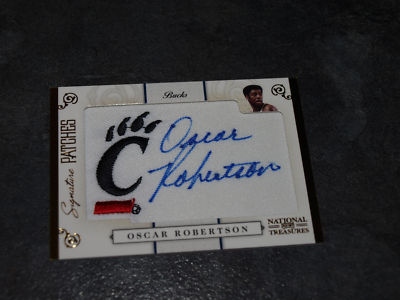 Bucks
Signature PATCHES
Oscar
Robertson
C
OSCAR ROBERTSON
NATIONAL
TREASURES